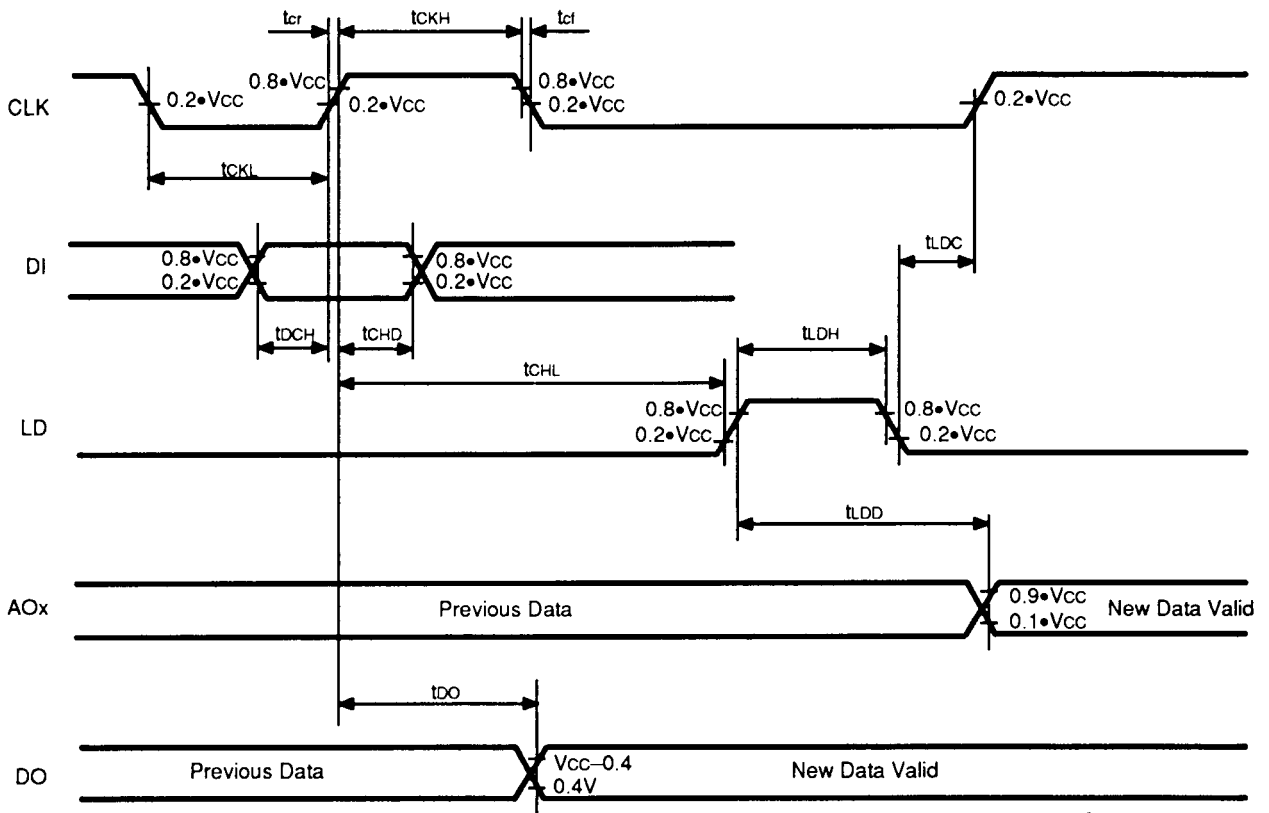 tcr tCKH tcf
0.8•VCC 0.8•VCC
CLK 0.2•VCC 0.2•VCC 0.2•VCC 0.2•VCC
tCKL
tLDC
DI 0.8•VCC 0.8•VCC
0.2•VCC 0.2•VCC
tDCH tCHD tLDH
tCHL
0.8•VCC 0.8•VCC
LD 0.2•VCC 0.2•VCC
tLDD
0.9•VCC
AOx Previous Data New Data Valid
0.1•VCC
tDO
VCC–0.4
DO Previous Data New Data Valid
0.4V